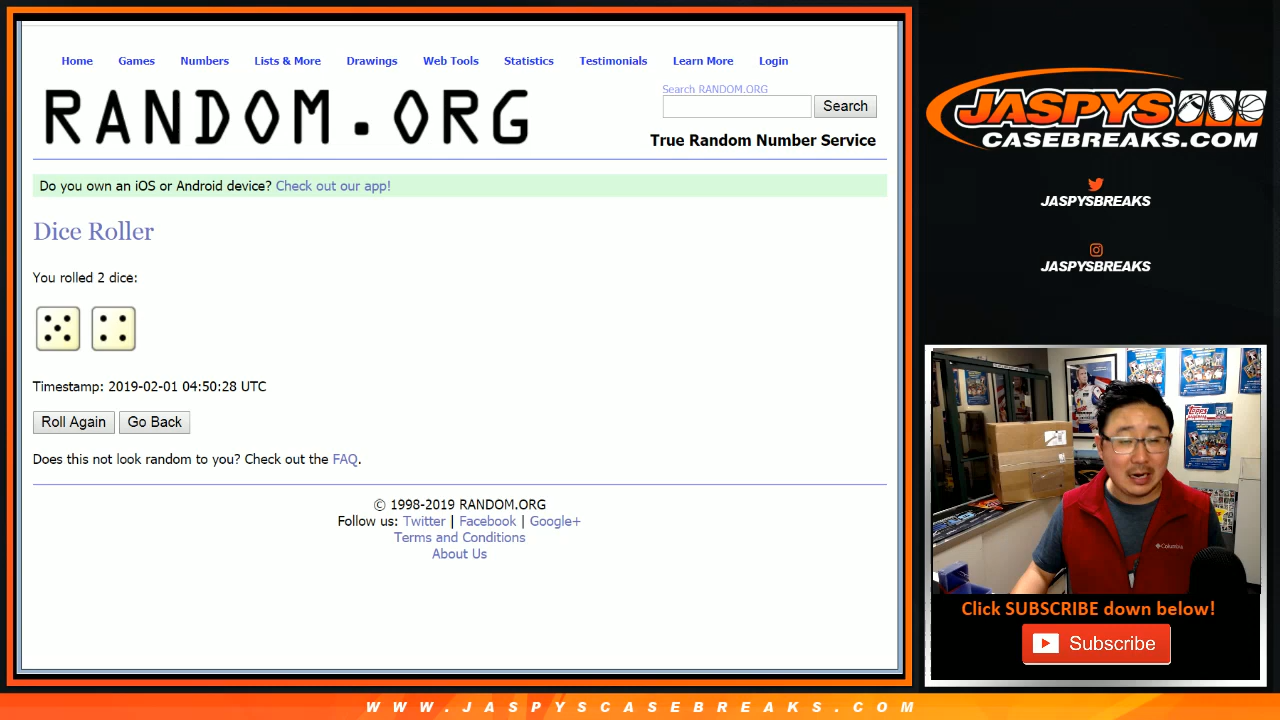 Home Games Numbers Lists & More Drawings Web Tools Statistics Testimonials Learn More Login
RANDOM.ORG
Search RANDOM.ORG
Search
True Random Number Service
Do you own an iOS or Android device? Check out our app!
Dice Roller
You rolled 2 dice:
Timestamp: 2019-02-01 04:50:28 UTC
Roll Again Go Back
Does this not look random to you? Check out the FAQ.
© 1998-2019 RANDOM.ORG
Follow us: Twitter | Facebook | Google+
Terms and Conditions
About Us
JASPYS
CASEBREAKS.COM
JASPYSBREAKS
JASPYSBREAKS
TOPPS
Columbia
Click SUBSCRIBE down below!
Subscribe
WWW.JASPYSCASEBREAKS.COM